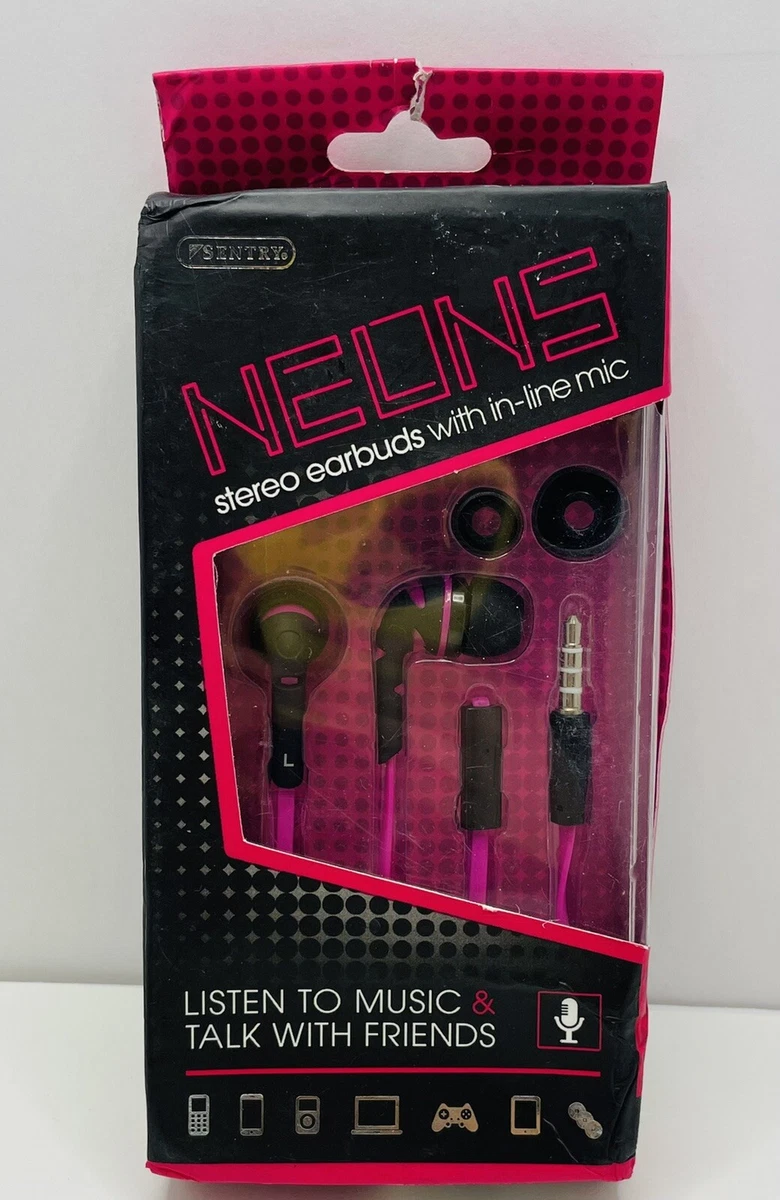 SENTRY®
NEONS
stereo earbuds with in-line mic
L
LISTEN TO MUSIC &
TALK WITH FRIENDS